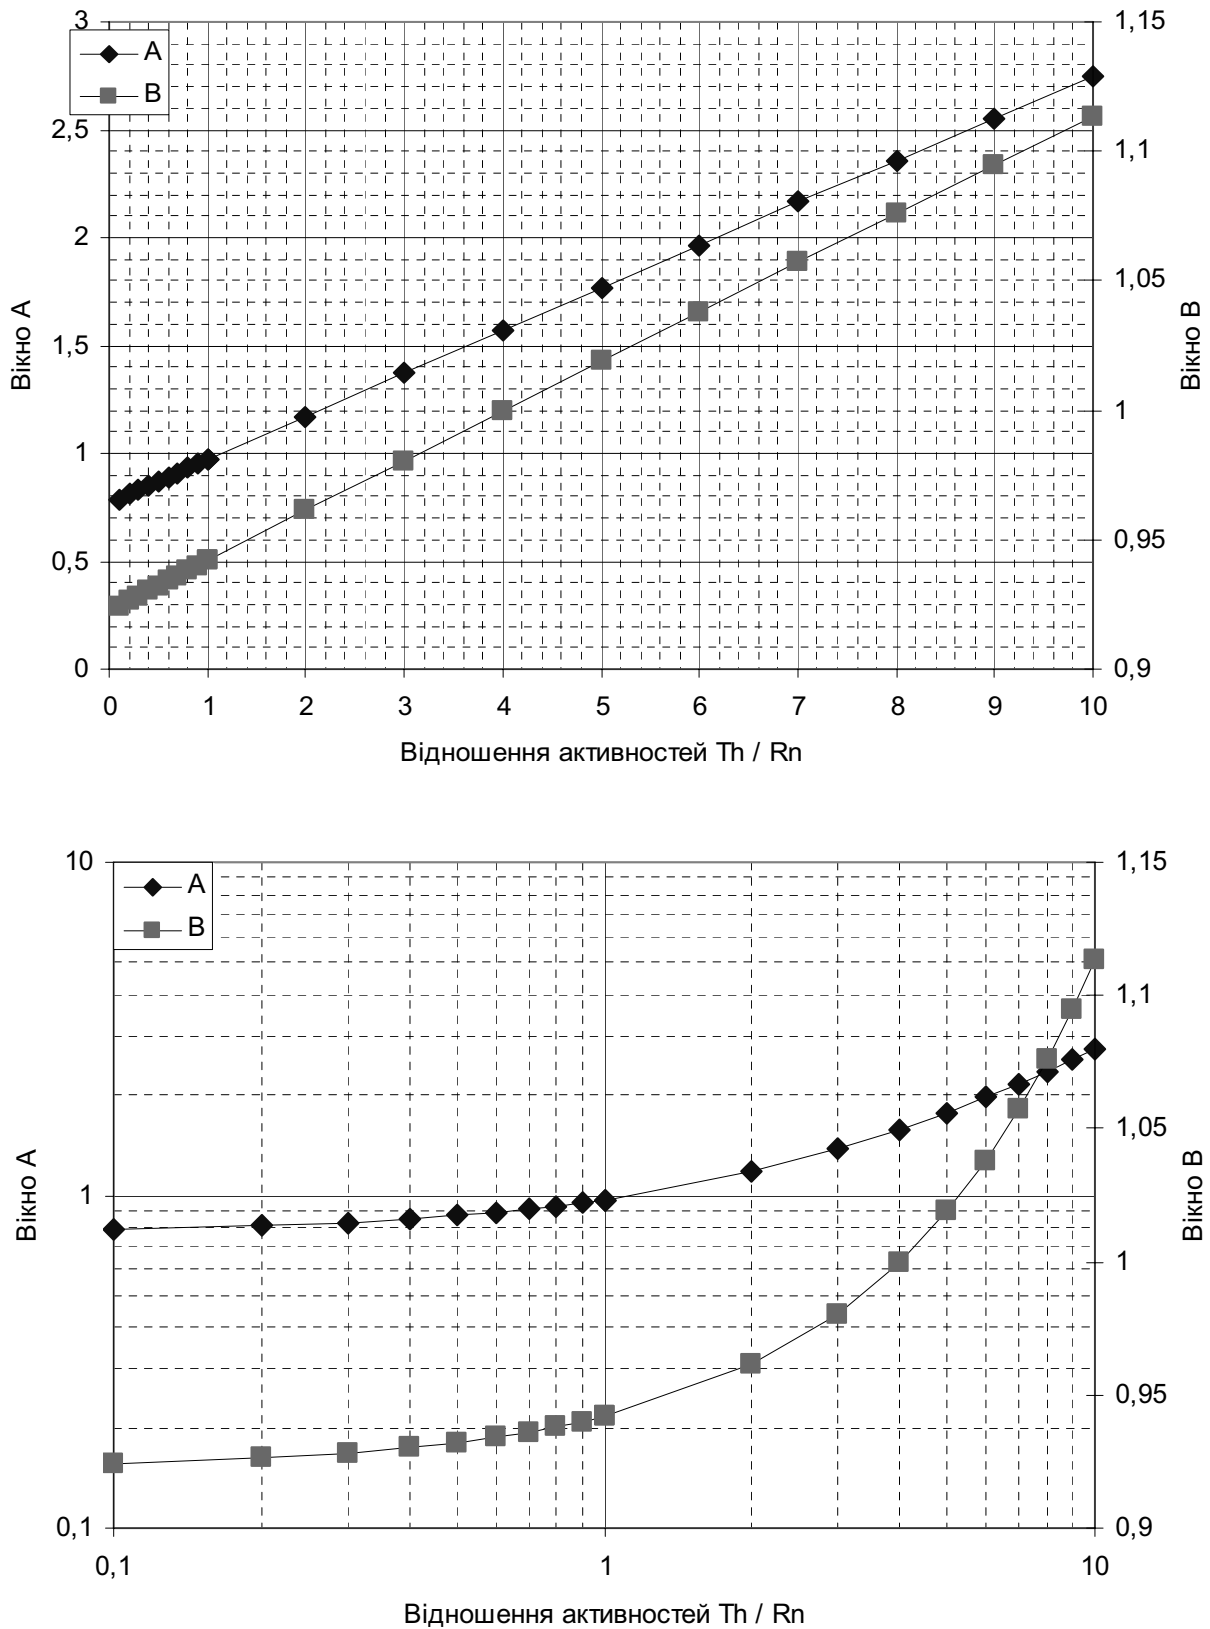 3
1,15
A
B
2,5
1,11
2
1,05
1,5
1
1
0,5
0,95
0
0,9
Вікно А
Вікно В
0 1 2 3 4 5 6 7 8 9 10
Відношення активностей Th / Rn
10
1,15
A
B
1,1
1,05
1
1
0,95
0,1
0,9
Вікно А
Вікно В
0,1 1 10
Відношення активностей Th / Rn